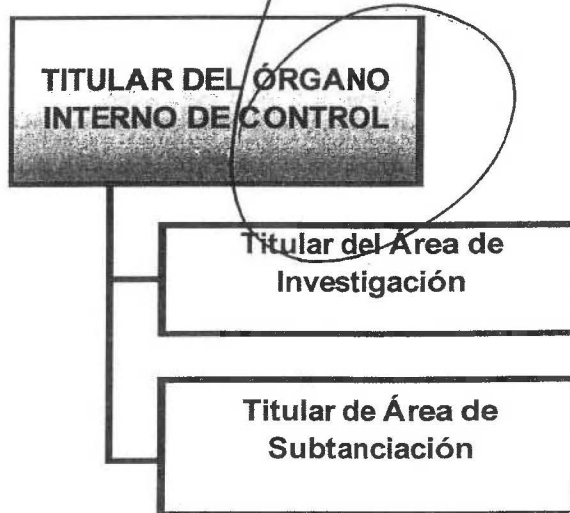 TITULAR DEL ÓRGANO
INTERNO DE CONTROL
Titular del Área de
Investigación
Titular de Área de
Subtanciación